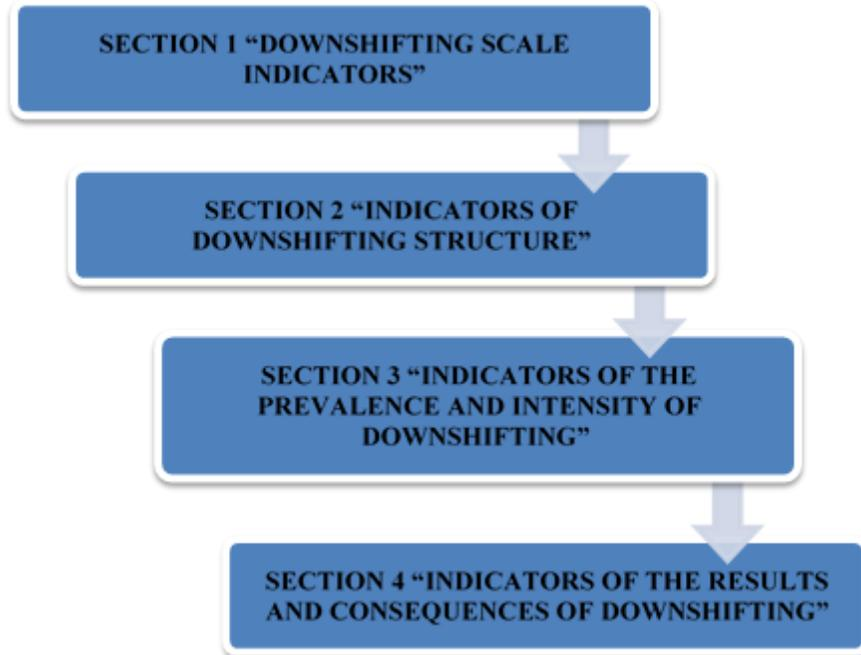 SECTION 1 “DOWNSHIFTING SCALE
INDICATORS”
SECTION 2 “INDICATORS OF
DOWNSHIFTING STRUCTURE”
SECTION 3 “INDICATORS OF THE
PREVALENCE AND INTENSITY OF
DOWNSHIFTING”
SECTION 4 “INDICATORS OF THE RESULTS
AND CONSEQUENCES OF DOWNSHIFTING”